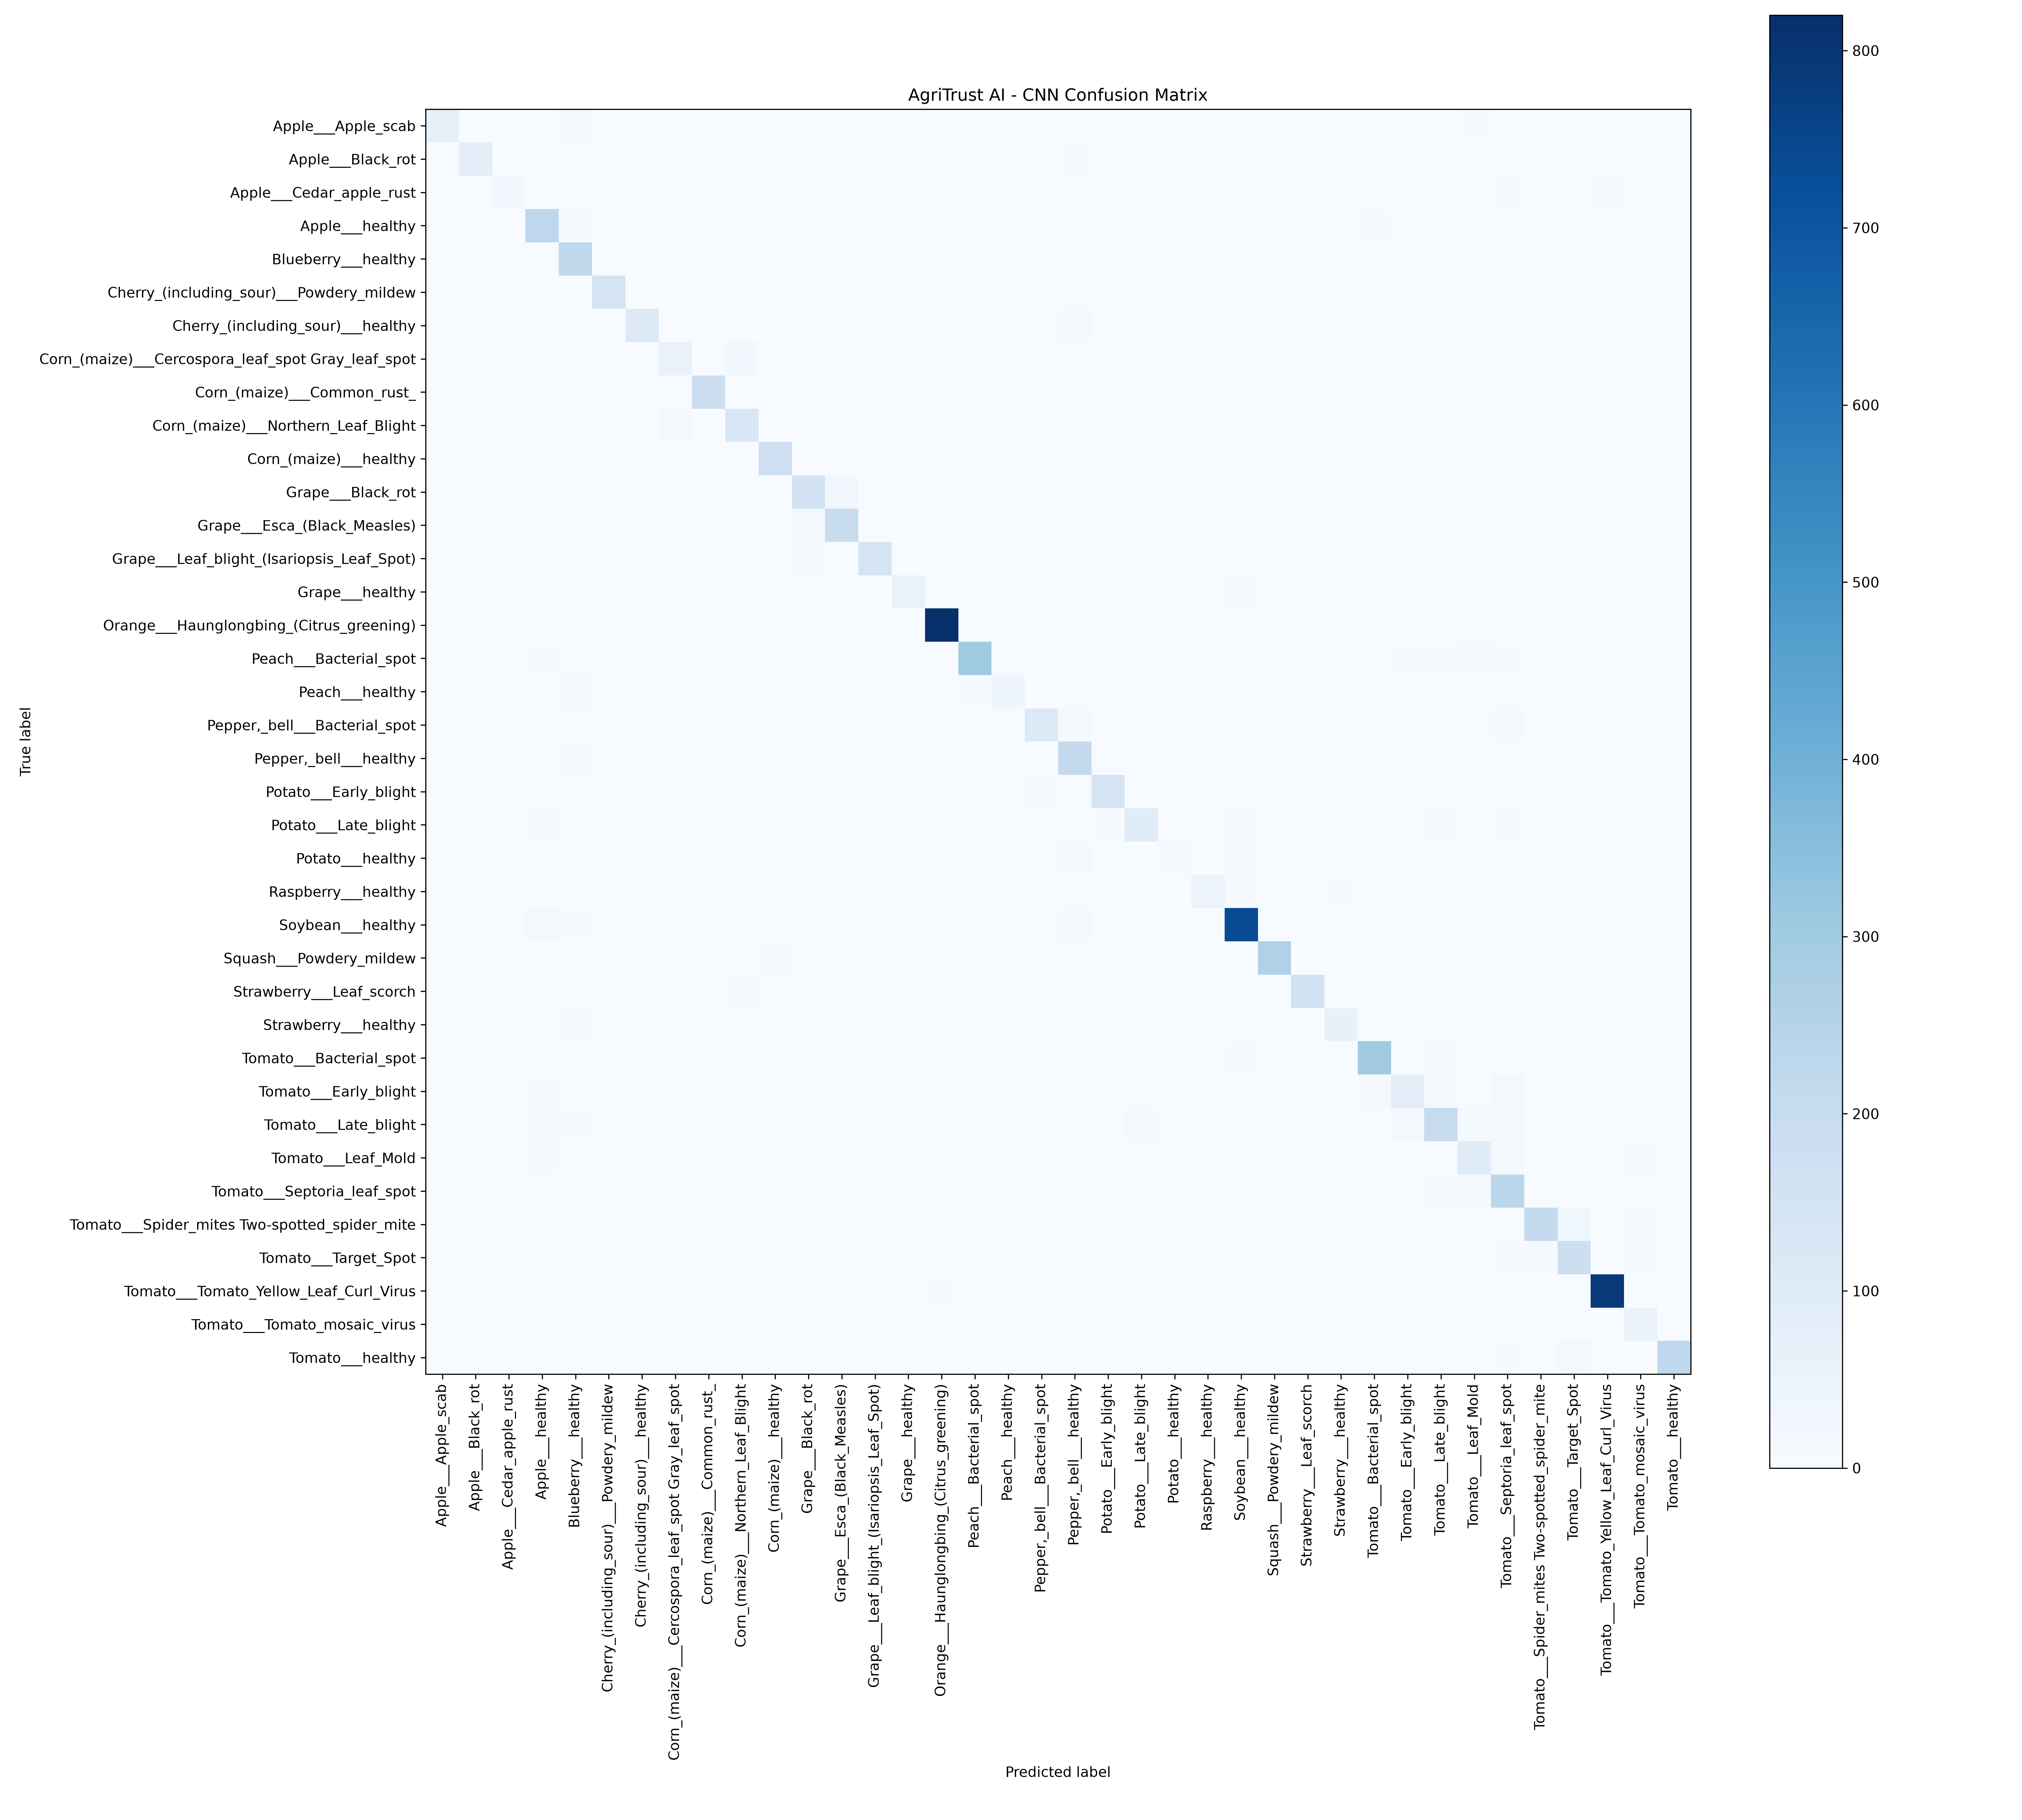 AgriTrust AI - CNN Confusion Matrix
True label
Apple___Apple_scab
Apple___Black_rot
Apple___Cedar_apple_rust
Apple___healthy
Blueberry___healthy
Cherry_(including_sour)___Powdery_mildew
Cherry_(including_sour)___healthy
Corn_(maize)___Cercospora_leaf_spot Gray_leaf_spot
Corn_(maize)___Common_rust_
Corn_(maize)___Northern_Leaf_Blight
Corn_(maize)___healthy
Grape___Black_rot
Grape___Esca_(Black_Measles)
Grape___Leaf_blight_(Isariopsis_Leaf_Spot)
Grape___healthy
Orange___Haunglongbing_(Citrus_greening)
Peach___Bacterial_spot
Peach___healthy
Pepper,_bell___Bacterial_spot
Pepper,_bell___healthy
Potato___Early_blight
Potato___Late_blight
Potato___healthy
Raspberry___healthy
Soybean___healthy
Squash___Powdery_mildew
Strawberry___Leaf_scorch
Strawberry___healthy
Tomato___Bacterial_spot
Tomato___Early_blight
Tomato___Late_blight
Tomato___Leaf_Mold
Tomato___Septoria_leaf_spot
Tomato___Spider_mites Two-spotted_spider_mite
Tomato___Target_Spot
Tomato___Tomato_Yellow_Leaf_Curl_Virus
Tomato___Tomato_mosaic_virus
Tomato___healthy
Apple___Apple_scab
Apple___Black_rot
Apple___Cedar_apple_rust
Apple___healthy
Blueberry___healthy
Cherry_(including_sour)___Powdery_mildew
Cherry_(including_sour)___healthy
Corn_(maize)___Cercospora_leaf_spot Gray_leaf_spot
Corn_(maize)___Common_rust_
Corn_(maize)___Northern_Leaf_Blight
Corn_(maize)___healthy
Grape___Black_rot
Grape___Esca_(Black_Measles)
Grape___Leaf_blight_(Isariopsis_Leaf_Spot)
Grape___healthy
Orange___Haunglongbing_(Citrus_greening)
Peach___Bacterial_spot
Peach___healthy
Pepper,_bell___Bacterial_spot
Pepper,_bell___healthy
Potato___Early_blight
Potato___Late_blight
Potato___healthy
Raspberry___healthy
Soybean___healthy
Squash___Powdery_mildew
Strawberry___Leaf_scorch
Strawberry___healthy
Tomato___Bacterial_spot
Tomato___Early_blight
Tomato___Late_blight
Tomato___Leaf_Mold
Tomato___Septoria_leaf_spot
Tomato___Spider_mites Two-spotted_spider_mite
Tomato___Target_Spot
Tomato___Tomato_Yellow_Leaf_Curl_Virus
Tomato___Tomato_mosaic_virus
Tomato___healthy
Predicted label
800
700
600
500
400
300
200
100
0